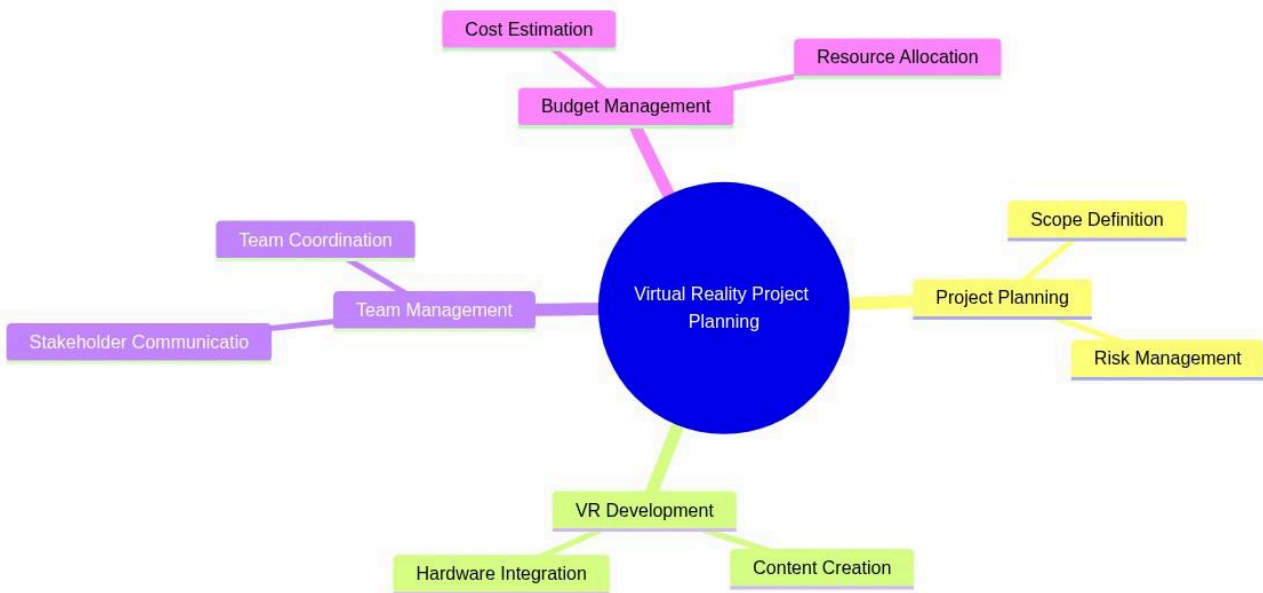 Cost Estimation
Resource Allocation
Budget Management
Scope Definition
Team Coordination
Virtual Reality Project
Planning
Project Planning
Team Management
Stakeholder Communicatio
Risk Management
VR Development
Content Creation
Hardware Integration